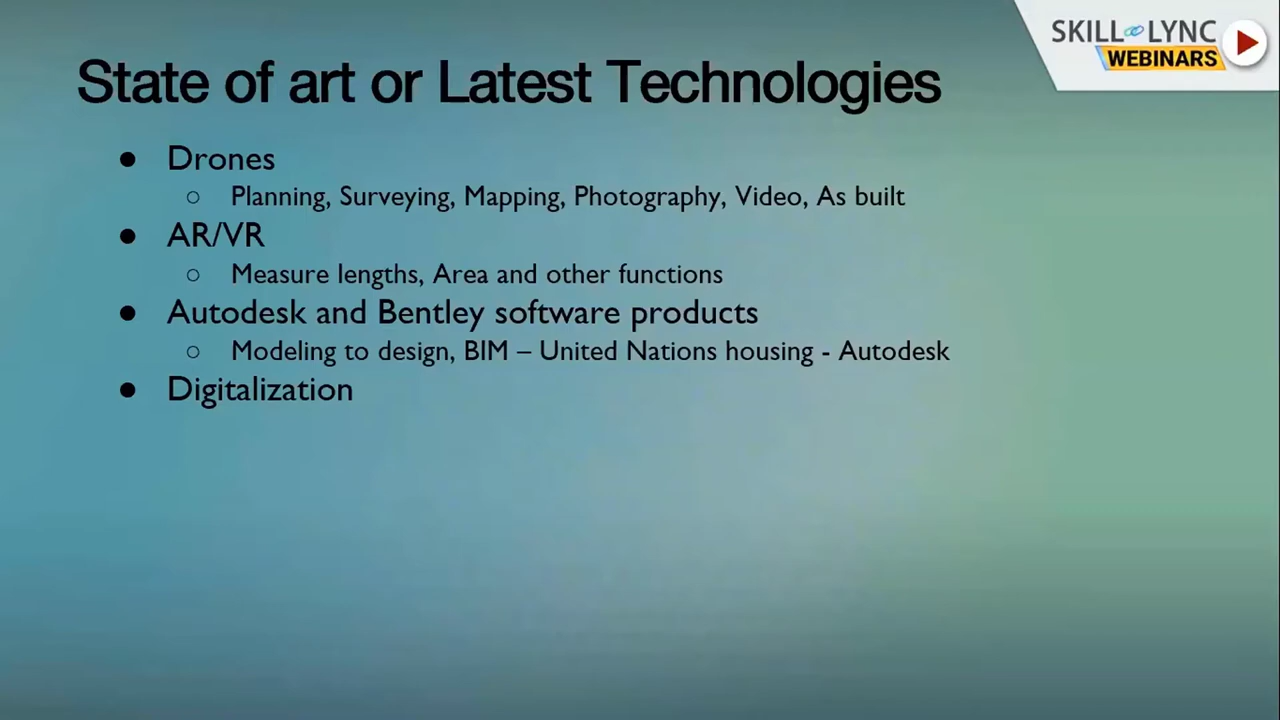 SKILL LYNC
WEBINARS
State of art or Latest Technologies
● Drones
○ Planning, Surveying, Mapping, Photography, Video, As built
● AR/VR
○ Measure lengths, Area and other functions
● Autodesk and Bentley software products
○ Modeling to design, BIM – United Nations housing - Autodesk
● Digitalization